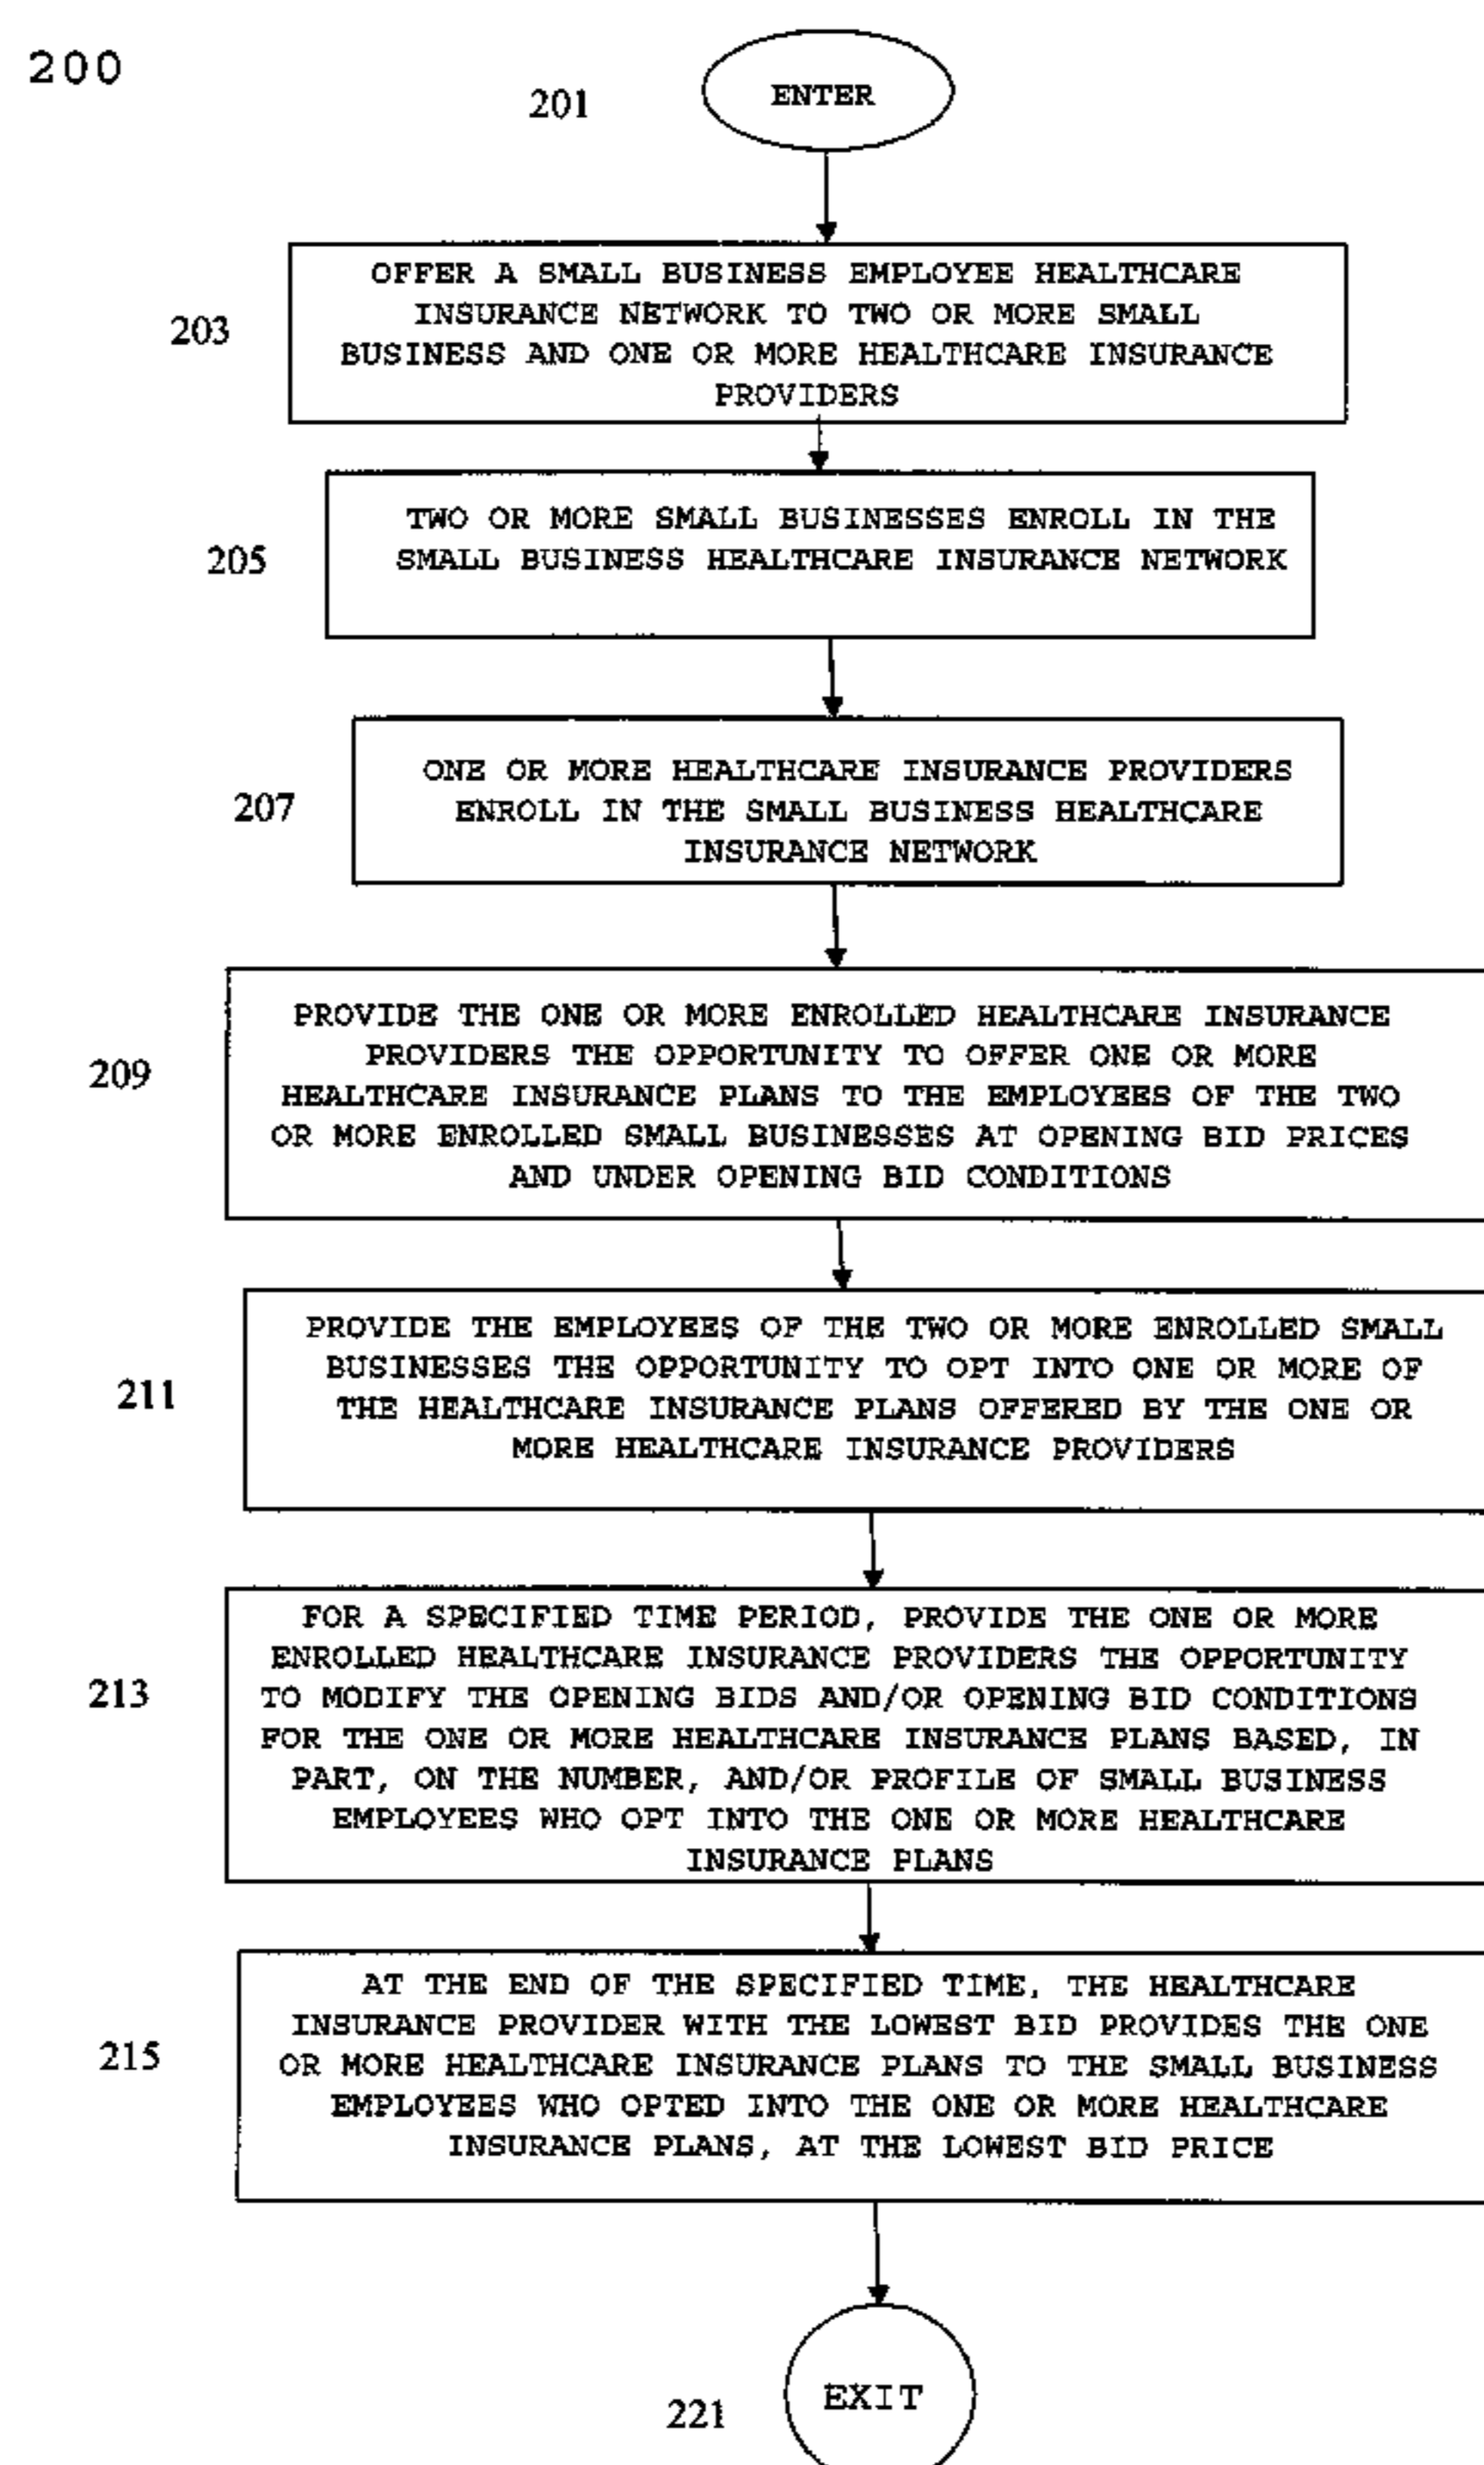 200
201
ENTER
203
OFFER A SMALL BUSINESS EMPLOYEE HEALTHCARE
INSURANCE NETWORK TO TWO OR MORE SMALL
BUSINESS AND ONE OR MORE HEALTHCARE INSURANCE
PROVIDERS
205
TWO OR MORE SMALL BUSINESSES ENROLL IN THE
SMALL BUSINESS HEALTHCARE INSURANCE NETWORK
207
ONE OR MORE HEALTHCARE INSURANCE PROVIDERS
ENROLL IN THE SMALL BUSINESS HEALTHCARE
INSURANCE NETWORK
209
PROVIDE THE ONE OR MORE ENROLLED HEALTHCARE INSURANCE
PROVIDERS THE OPPORTUNITY TO OFFER ONE OR MORE
HEALTHCARE INSURANCE PLANS TO THE EMPLOYEES OF THE TWO
OR MORE ENROLLED SMALL BUSINESSES AT OPENING BID PRICES
AND UNDER OPENING BID CONDITIONS
211
PROVIDE THE EMPLOYEES OF THE TWO OR MORE ENROLLED SMALL
BUSINESSES THE OPPORTUNITY TO OPT INTO ONE OR MORE OF
THE HEALTHCARE INSURANCE PLANS OFFERED BY THE ONE OR
MORE HEALTHCARE INSURANCE PROVIDERS
213
FOR A SPECIFIED TIME PERIOD, PROVIDE THE ONE OR MORE
ENROLLED HEALTHCARE INSURANCE PROVIDERS THE OPPORTUNITY
TO MODIFY THE OPENING BIDS AND/OR OPENING BID CONDITIONS
FOR THE ONE OR MORE HEALTHCARE INSURANCE PLANS BASED, IN
PART, ON THE NUMBER, AND/OR PROFILE OF SMALL BUSINESS
EMPLOYEES WHO OPT INTO THE ONE OR MORE HEALTHCARE
INSURANCE PLANS
215
AT THE END OF THE SPECIFIED TIME, THE HEALTHCARE
INSURANCE PROVIDER WITH THE LOWEST BID PROVIDES THE ONE
OR MORE HEALTHCARE INSURANCE PLANS TO THE SMALL BUSINESS
EMPLOYEES WHO OPTED INTO THE ONE OR MORE HEALTHCARE
INSURANCE PLANS, AT THE LOWEST BID PRICE
221
EXIT